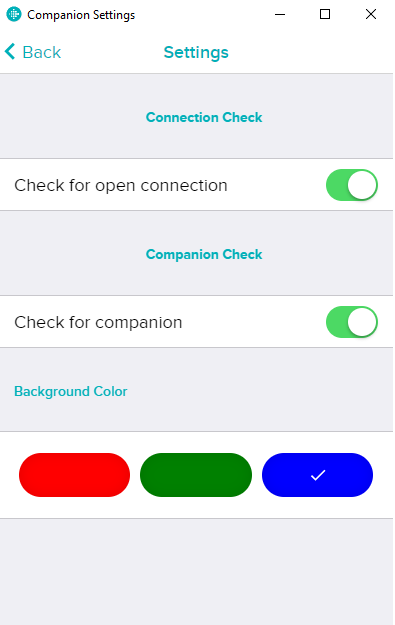 Companion Settings
Back
Settings
Connection Check
Check for open connection
Companion Check
Check for companion
Background Color